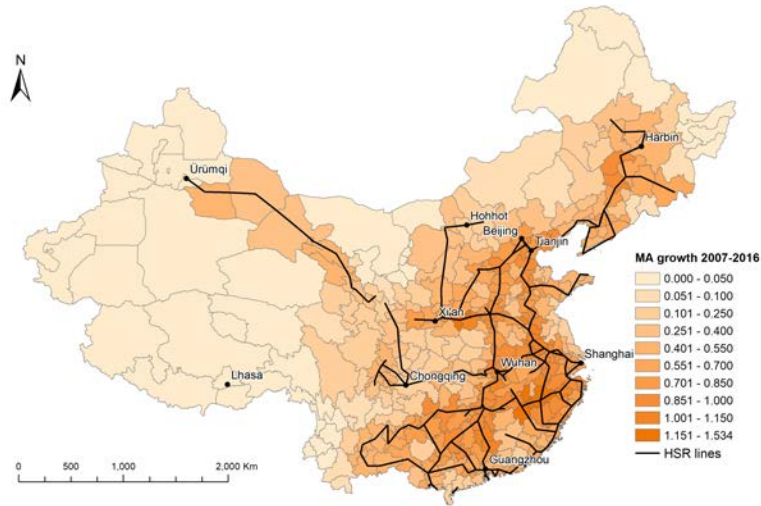 N
Harbin
Ürümqi
Hohhot
Beijing
Tianjin
MA growth 2007-2016
0.000 - 0.050
0.051 - 0.100
0.101 - 0.250
0.251 - 0.400
0.401 - 0.550
0.551 - 0.700
0.701 - 0.850
0.851 - 1.000
1.001 - 1.150
1.151 - 1.534
HSR lines
Xi'an
Shanghai
Wuhan
Lhasa
Chongqing
Guangzhou
0 500 1,000 2,000 Km